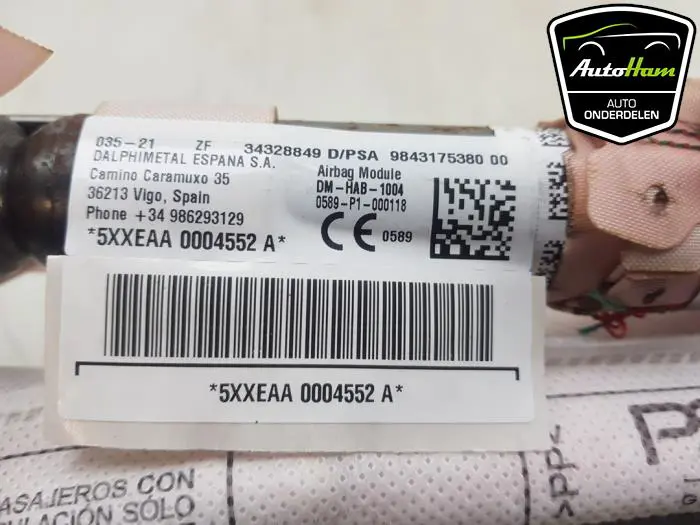 AutoHam
AUTO
ONDERDELEN
035-21 ZF 34328849 D/PSA 9843175380 00
DALPHIMETAL ESPANA S.A.
Camino Caramuxo 35
36213 Vigo, Spain
Phone +34 986293129
*5XXEAA 0004552 A*
Airbag Module
DM-HAB-1004
0589-P1-000118
CE 0589
*5XXEAA 0004552 A*
>PP<
ASAJEROS CON
SÓLO